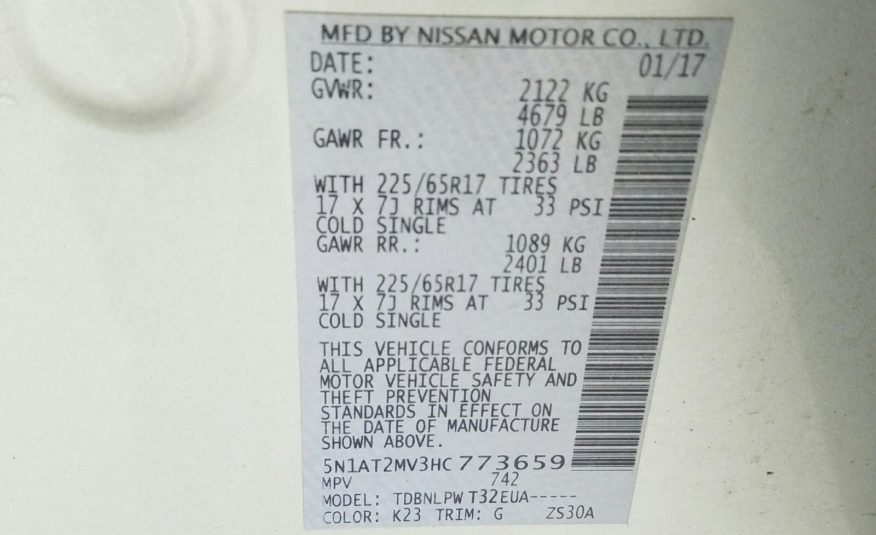 MFD BY NISSAN MOTOR CO., LTD.
DATE: 01/17
GVWR: 2122 KG
4679 LB
GAWR FR.: 1072 KG
2363 LB
WITH 225/65R17 TIRES
17 X 7J RIMS AT 33 PSI
COLD SINGLE
GAWR RR.: 1089 KG
2401 LB
WITH 225/65R17 TIRES
17 X 7J RIMS AT 33 PSI
COLD SINGLE
THIS VEHICLE CONFORMS TO
ALL APPLICABLE FEDERAL
MOTOR VEHICLE SAFETY AND
THEFT PREVENTION
STANDARDS IN EFFECT ON
THE DATE OF MANUFACTURE
SHOWN ABOVE.
5N1AT2MV3HC 773659
MPV 742
MODEL: TDBNLPW T32EUA-----
COLOR: K23 TRIM: G ZS30A